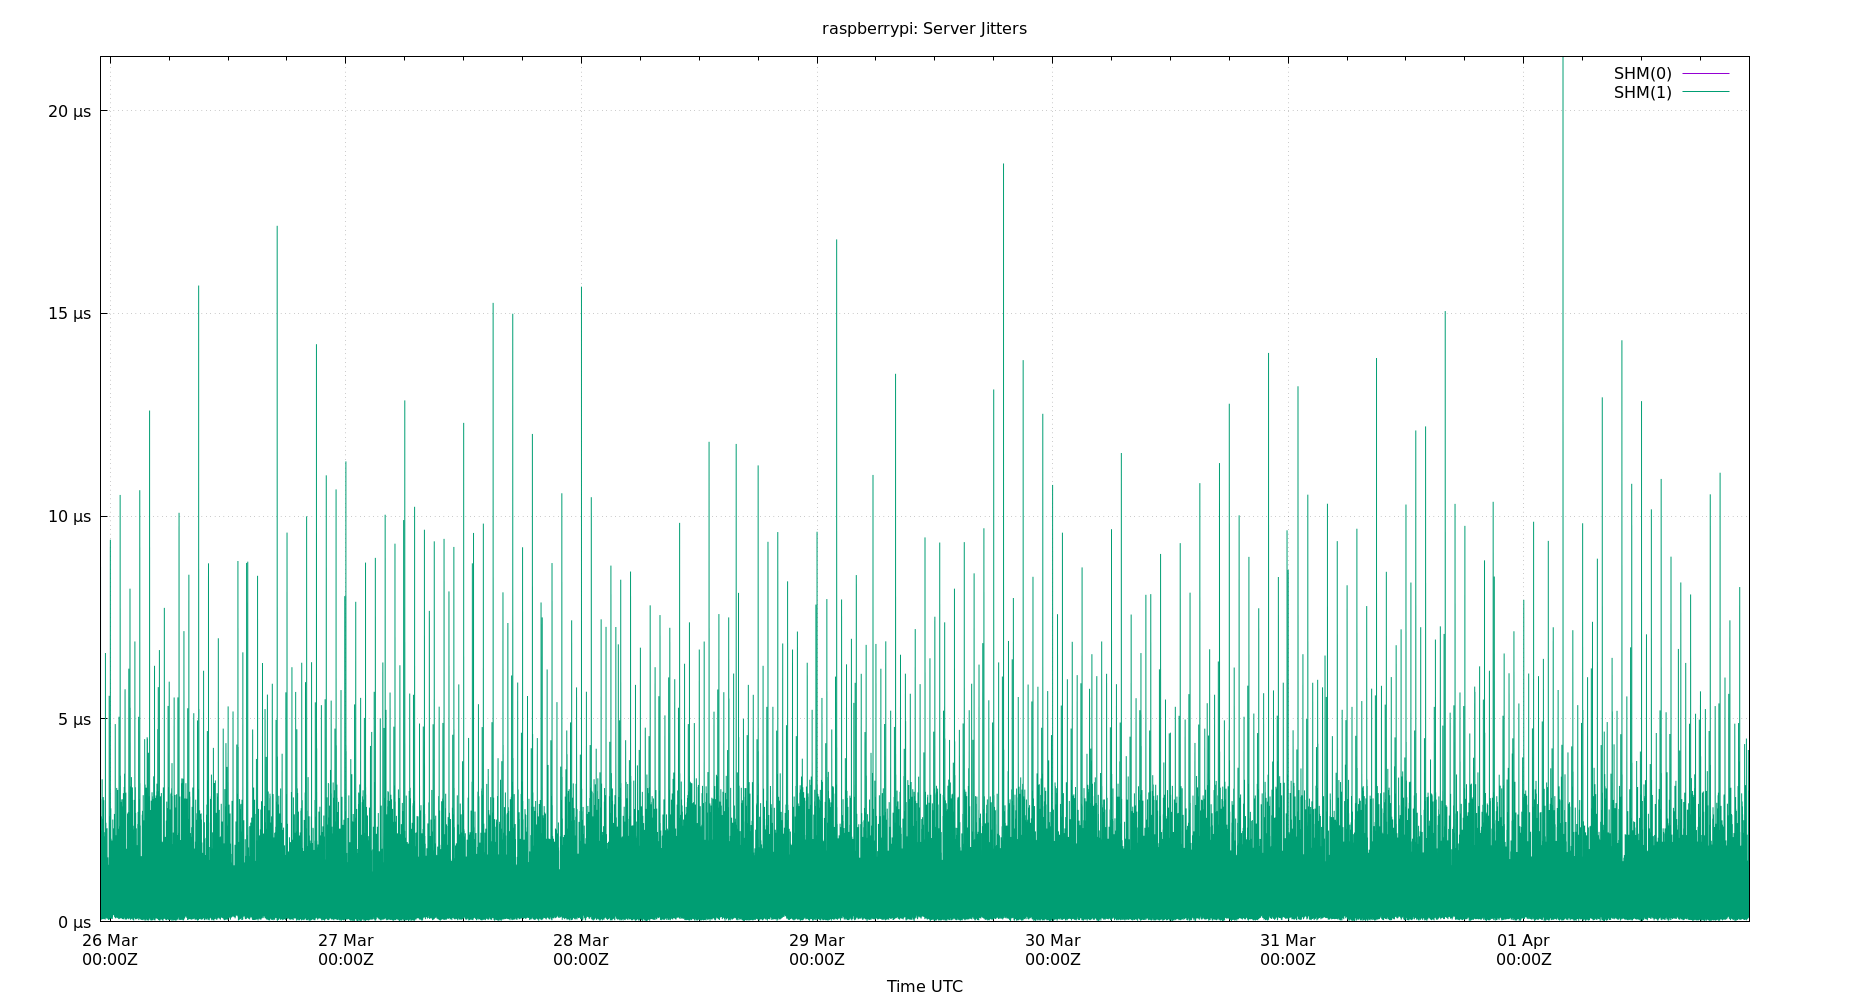 raspberrypi: Server Jitters
SHM(0)
SHM(1)
20 µs
15 µs
10 µs
5 µs
0 µs
26 Mar 27 Mar 28 Mar 29 Mar 30 Mar 31 Mar 01 Apr
00:00Z 00:00Z 00:00Z 00:00Z 00:00Z 00:00Z 00:00Z
Time UTC